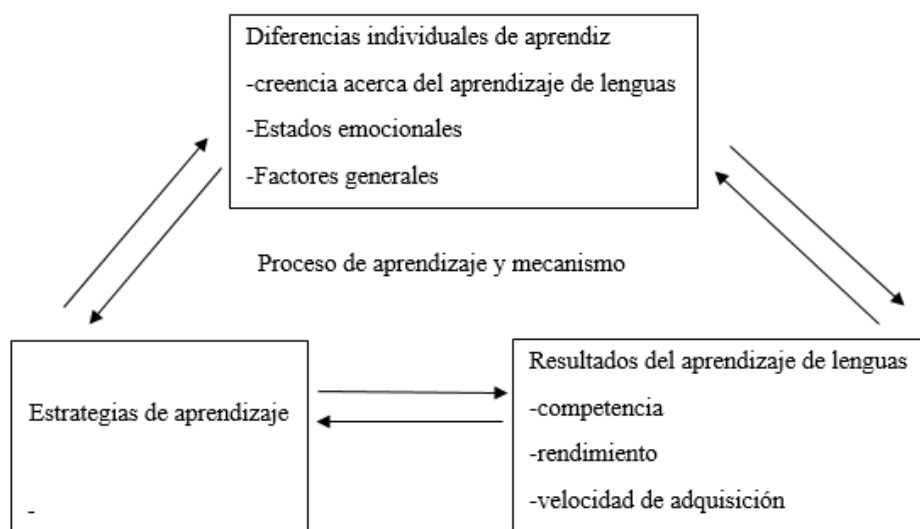 Diferencias individuales de aprendiz
-creencia acerca del aprendizaje de lenguas
-Estados emocionales
-Factores generales
Proceso de aprendizaje y mecanismo
Estrategias de aprendizaje
-
Resultados del aprendizaje de lenguas
-competencia
-rendimiento
-velocidad de adquisición